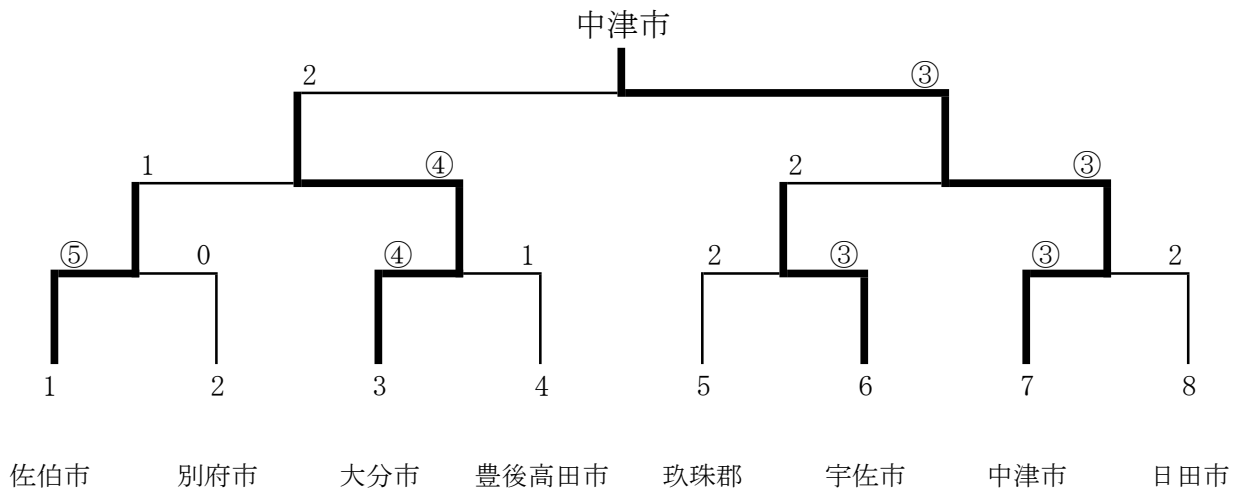 中津市
2 ③
1 ④ 2 ③
⑤ 0 ④ 1 2 ③ ③ 2
1 2 3 4 5 6 7 8
佐伯市 別府市 大分市 豊後高田市 玖珠郡 宇佐市 中津市 日田市